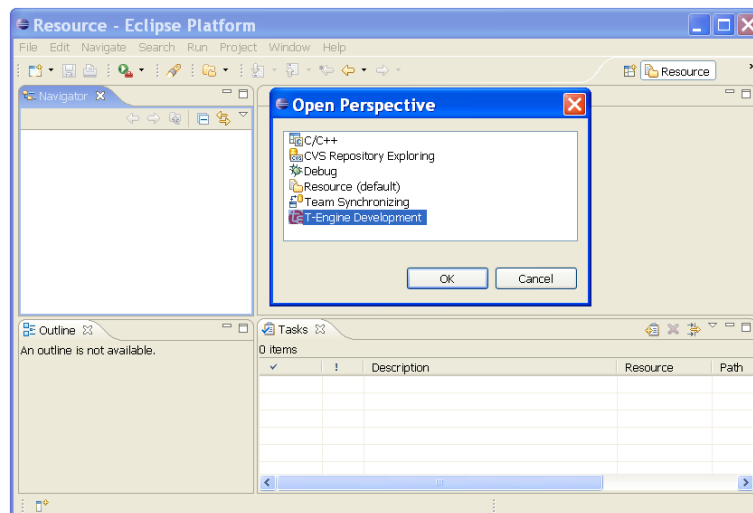 Resource - Eclipse Platform
File Edit Navigate Search Run Project Window Help
Resource
Navigator
Open Perspective
C/C++
CVS Repository Exploring
Debug
Resource (default)
Team Synchronizing
T-Engine Development
OK Cancel
Outline
An outline is not available.
Tasks
0 items
! Description Resource Path